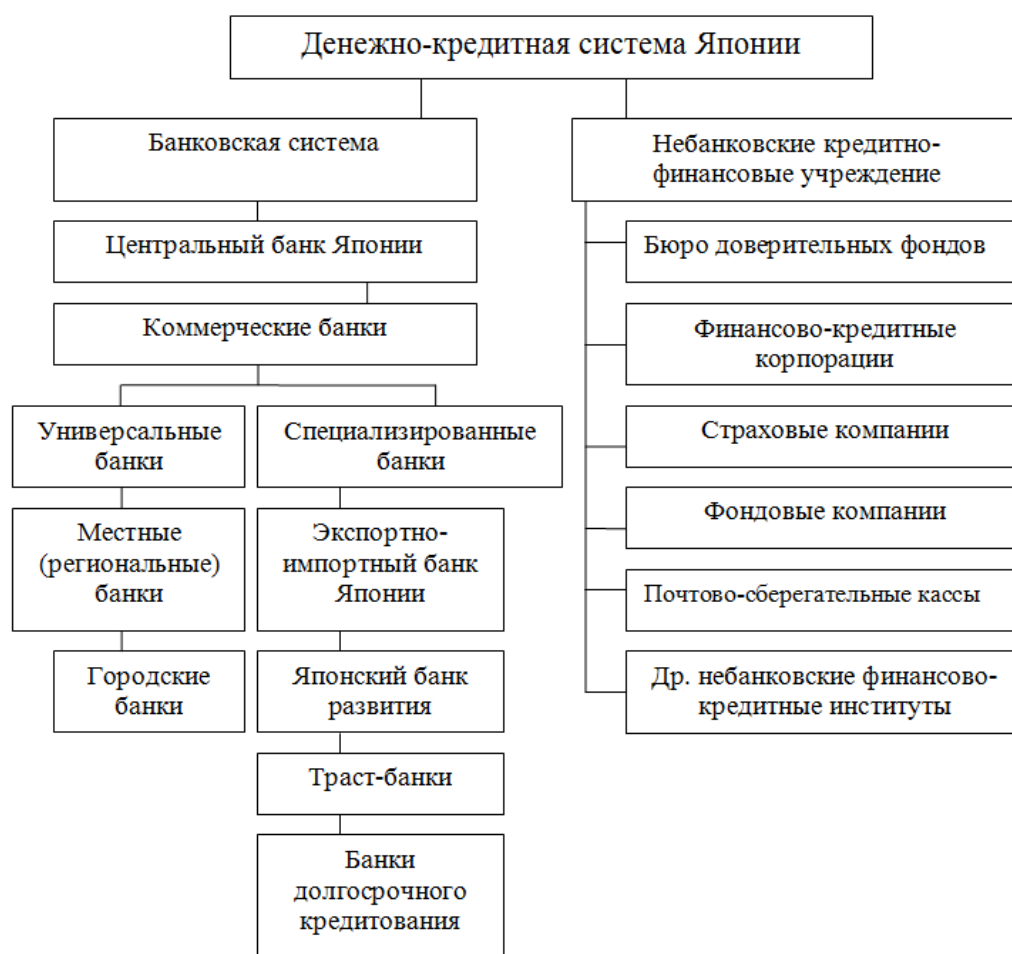 Денежно-кредитная система Японии
Банковская система
Небанковские кредитно-
финансовые учреждение
Центральный банк Японии
Бюро доверительных фондов
Коммерческие банки
Финансово-кредитные
корпорации
Универсальные
банки
Специализированные
банки
Страховые компании
Местные
(региональные)
банки
Экспортно-
импортный банк
Японии
Фондовые компании
Почтово-сберегательные кассы
Городские
банки
Японский банк
развития
Др. небанковские финансово-
кредитные институты
Траст-банки
Банки
долгосрочного
кредитования